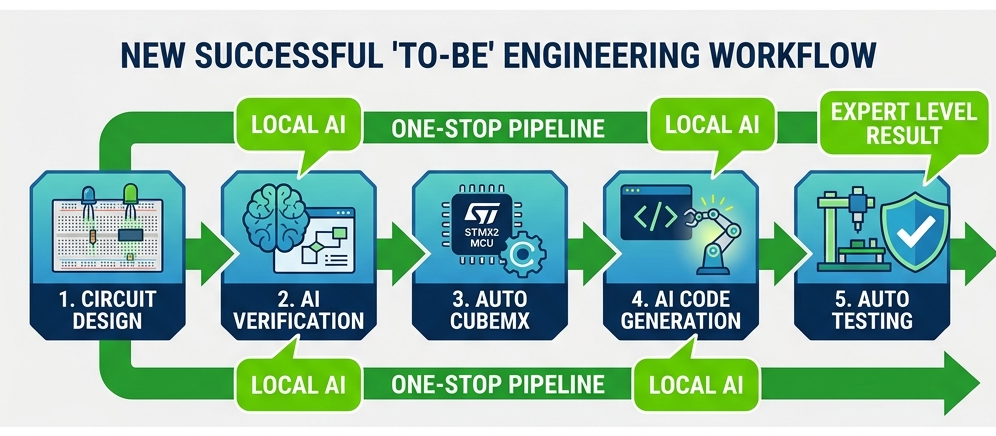 NEW SUCCESSFUL 'TO-BE' ENGINEERING WORKFLOW
LOCAL AI
ONE-STOP PIPELINE
LOCAL AI
EXPERT LEVEL
RESULT
</>
ST
STMX2
MCU
1. CIRCUIT
DESIGN
2. AI
VERIFICATION
3. AUTO
CUBEMX
4. AI CODE
GENERATION
5. AUTO
TESTING
LOCAL AI
ONE-STOP PIPELINE
LOCAL AI